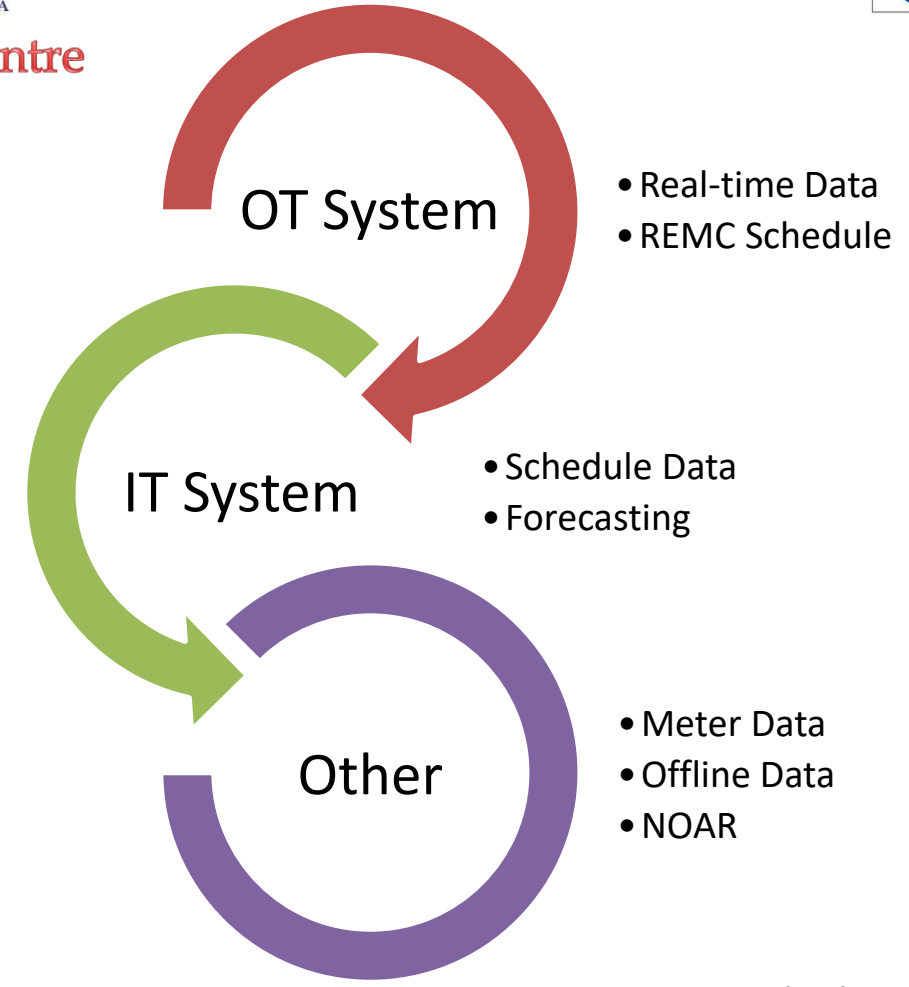 A
ntre
OT System
• Real-time Data
• REMC Schedule
IT System
• Schedule Data
• Forecasting
Other
• Meter Data
• Offline Data
• NOAR